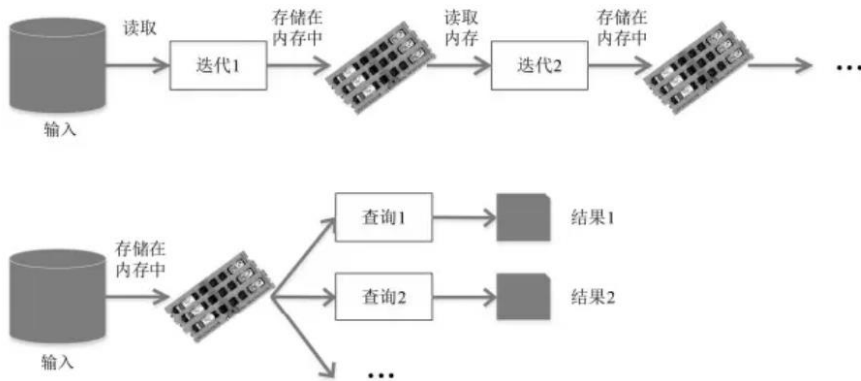 读取
迭代1
存储在
内存中
读取
内存
迭代2
存储在
内存中
...
输入
存储在
内存中
查询1
结果1
查询2
结果2
...
输入